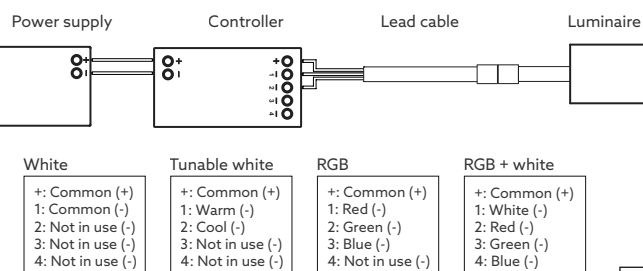 Power supply Controller Lead cable Luminaire
+ + +
- - 1-
2-
3-
4-
White Tunable white RGB RGB + white
+: Common (+) +: Common (+) +: Common (+) +: Common (+)
1: Common (-) 1: Warm (-) 1: Red (-) 1: White (-)
2: Not in use (-) 2: Cool (-) 2: Green (-) 2: Red (-)
3: Not in use (-) 3: Not in use (-) 3: Blue (-) 3: Green (-)
4: Not in use (-) 4: Not in use (-) 4: Not in use (-) 4: Blue (-)